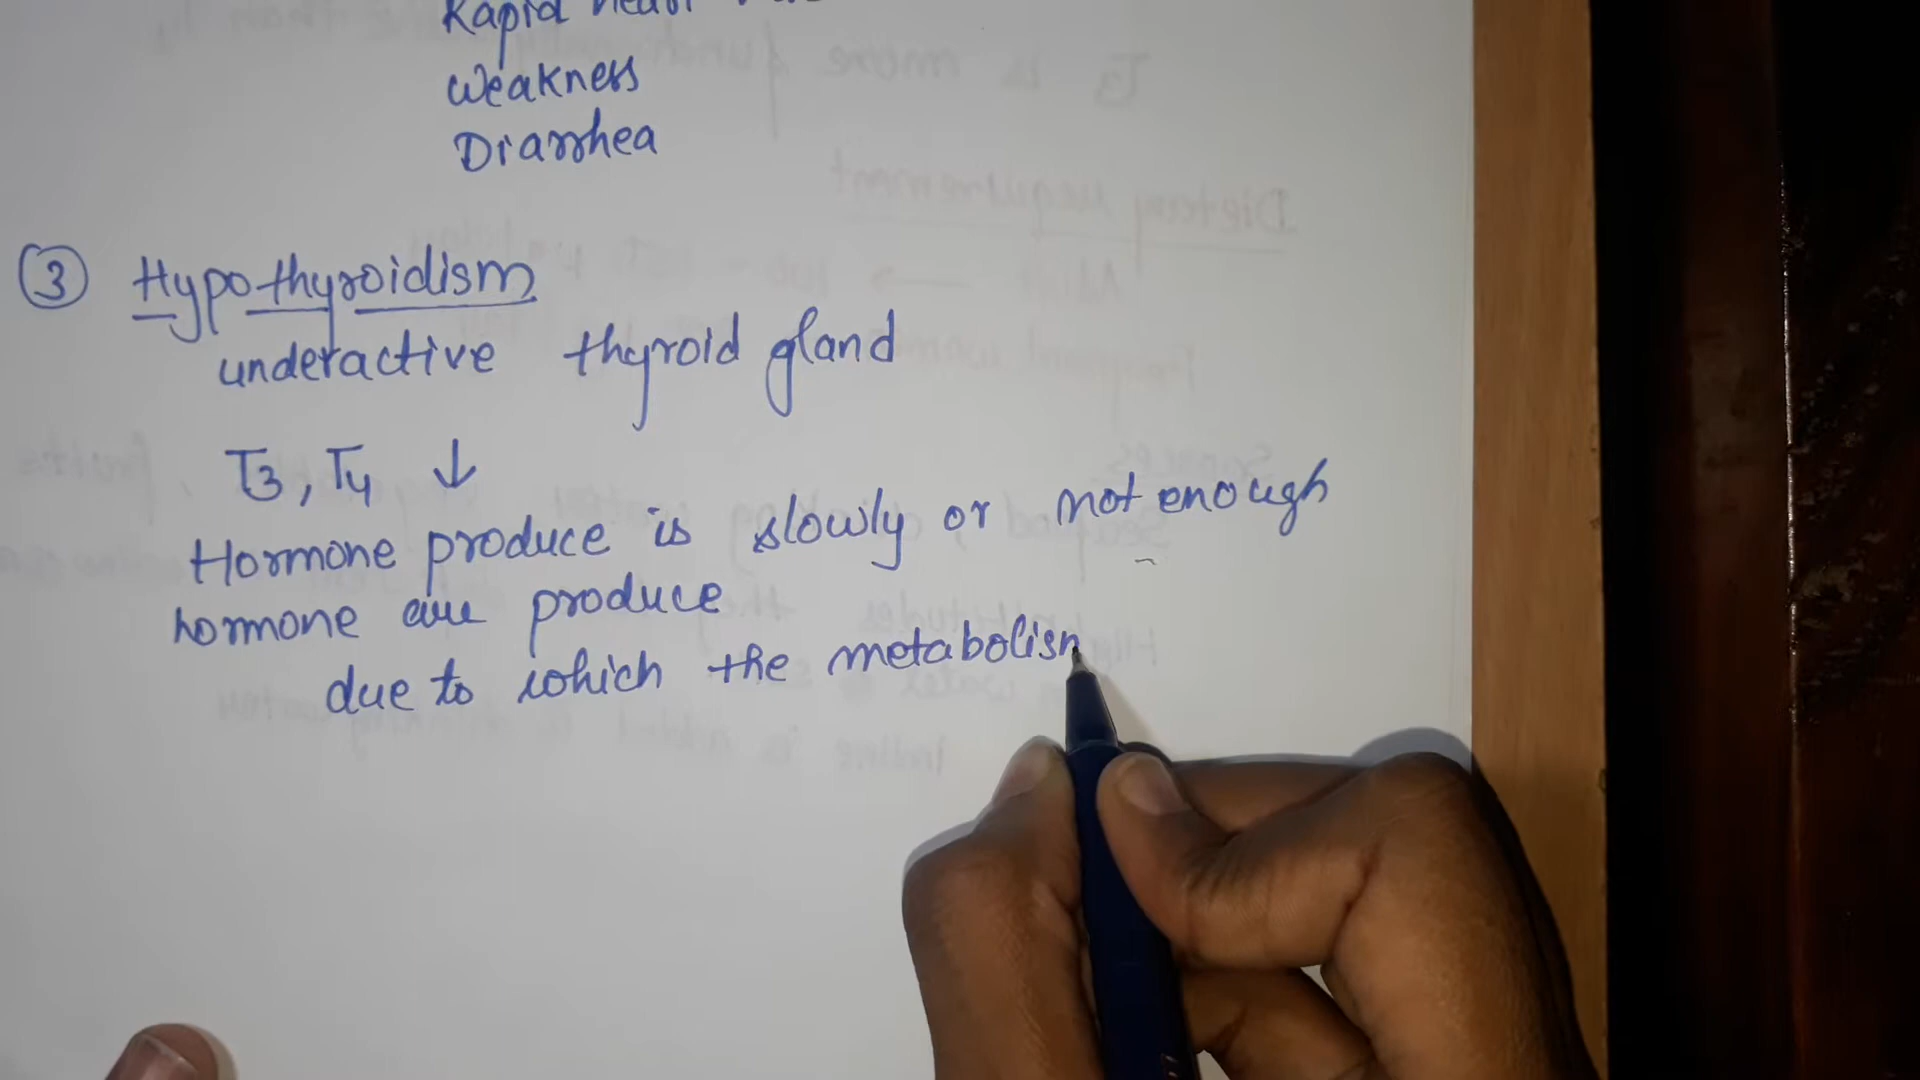 Rapid
Weakness
Diarrhea
③ Hypothyroidism
underactive thyroid gland
T3, T4 ↓
Hormone produce is slowly or not enough
hormone are produce
due to which the metabolism